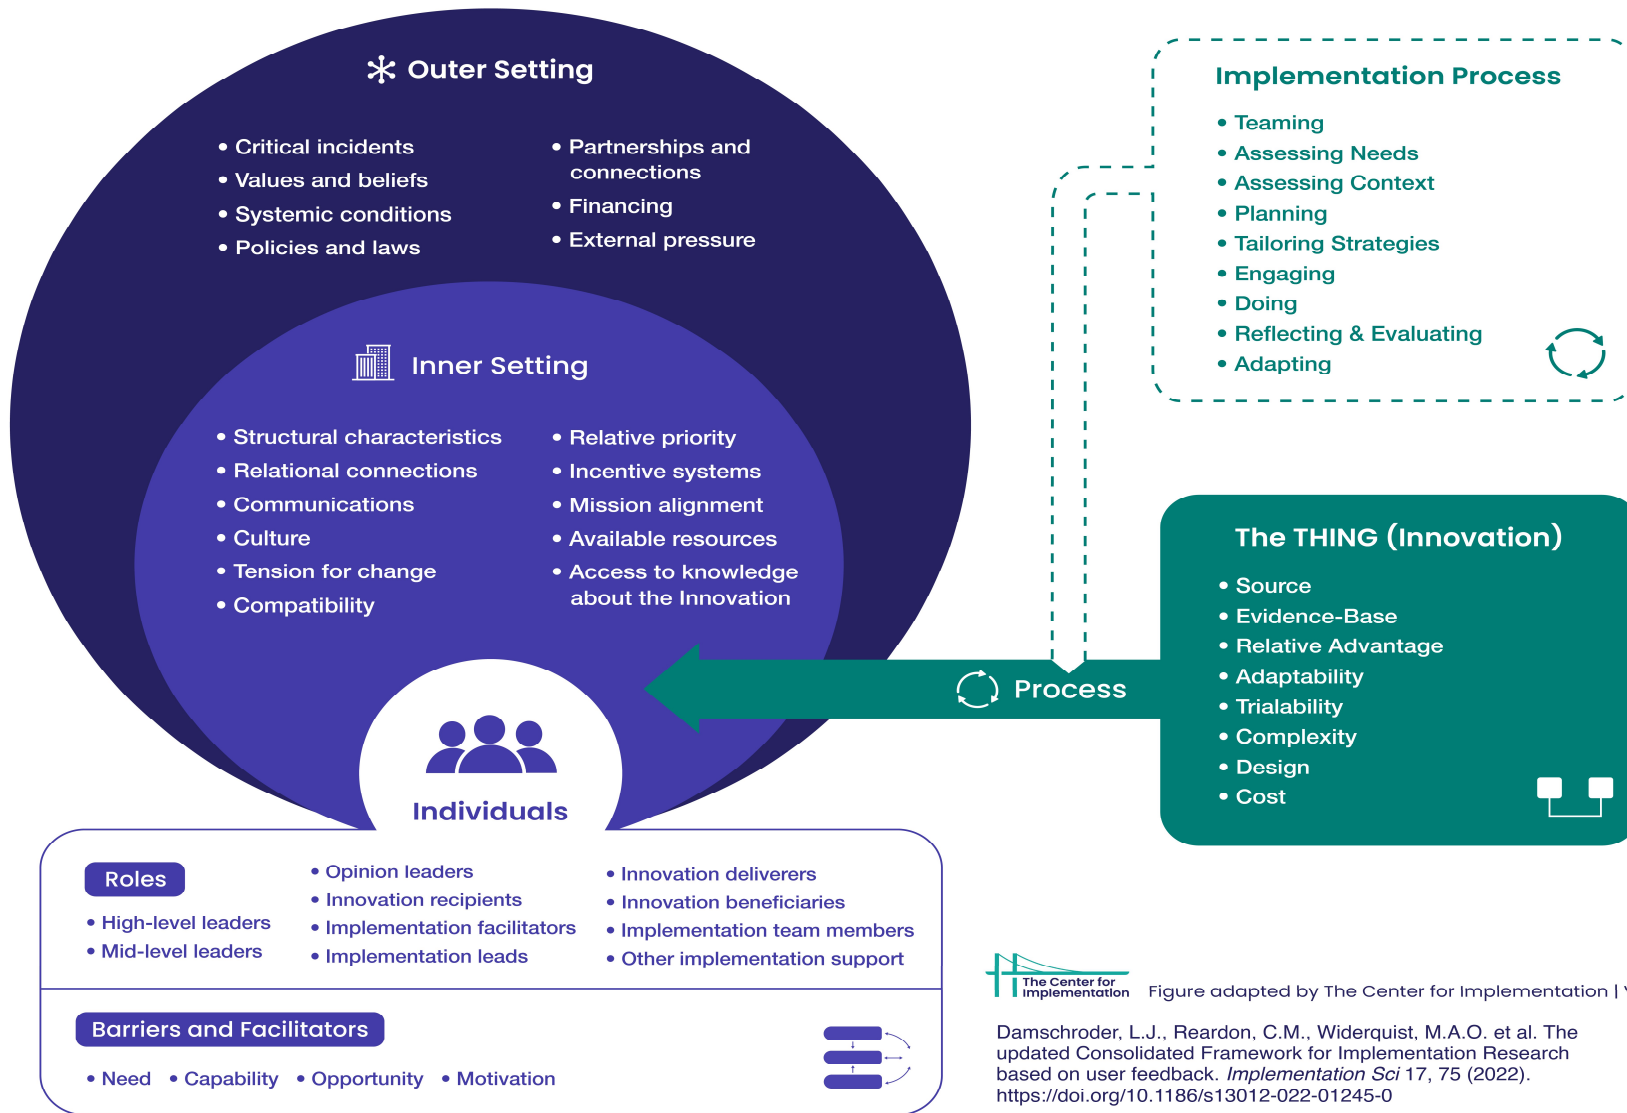 Outer Setting
• Critical incidents
• Values and beliefs
• Systemic conditions
• Policies and laws
• Partnerships and
connections
• Financing
• External pressure
Inner Setting
• Structural characteristics
• Relational connections
• Communications
• Culture
• Tension for change
• Compatibility
• Relative priority
• Incentive systems
• Mission alignment
• Available resources
• Access to knowledge
about the Innovation
Individuals
Roles
• High-level leaders
• Mid-level leaders
• Opinion leaders
• Innovation recipients
• Implementation facilitators
• Implementation leads
• Innovation deliverers
• Innovation beneficiaries
• Implementation team members
• Other implementation support
Barriers and Facilitators
• Need • Capability • Opportunity • Motivation
Implementation Process
• Teaming
• Assessing Needs
• Assessing Context
• Planning
• Tailoring Strategies
• Engaging
• Doing
• Reflecting & Evaluating
• Adapting
Process
The THING (Innovation)
• Source
• Evidence-Base
• Relative Advantage
• Adaptability
• Trialability
• Complexity
• Design
• Cost
The Center for
Implementation
Figure adapted by The Center for Implementation |
Damschroder, L.J., Reardon, C.M., Widerquist, M.A.O. et al. The
updated Consolidated Framework for Implementation Research
based on user feedback. Implementation Sci 17, 75 (2022).
https://doi.org/10.1186/s13012-022-01245-0